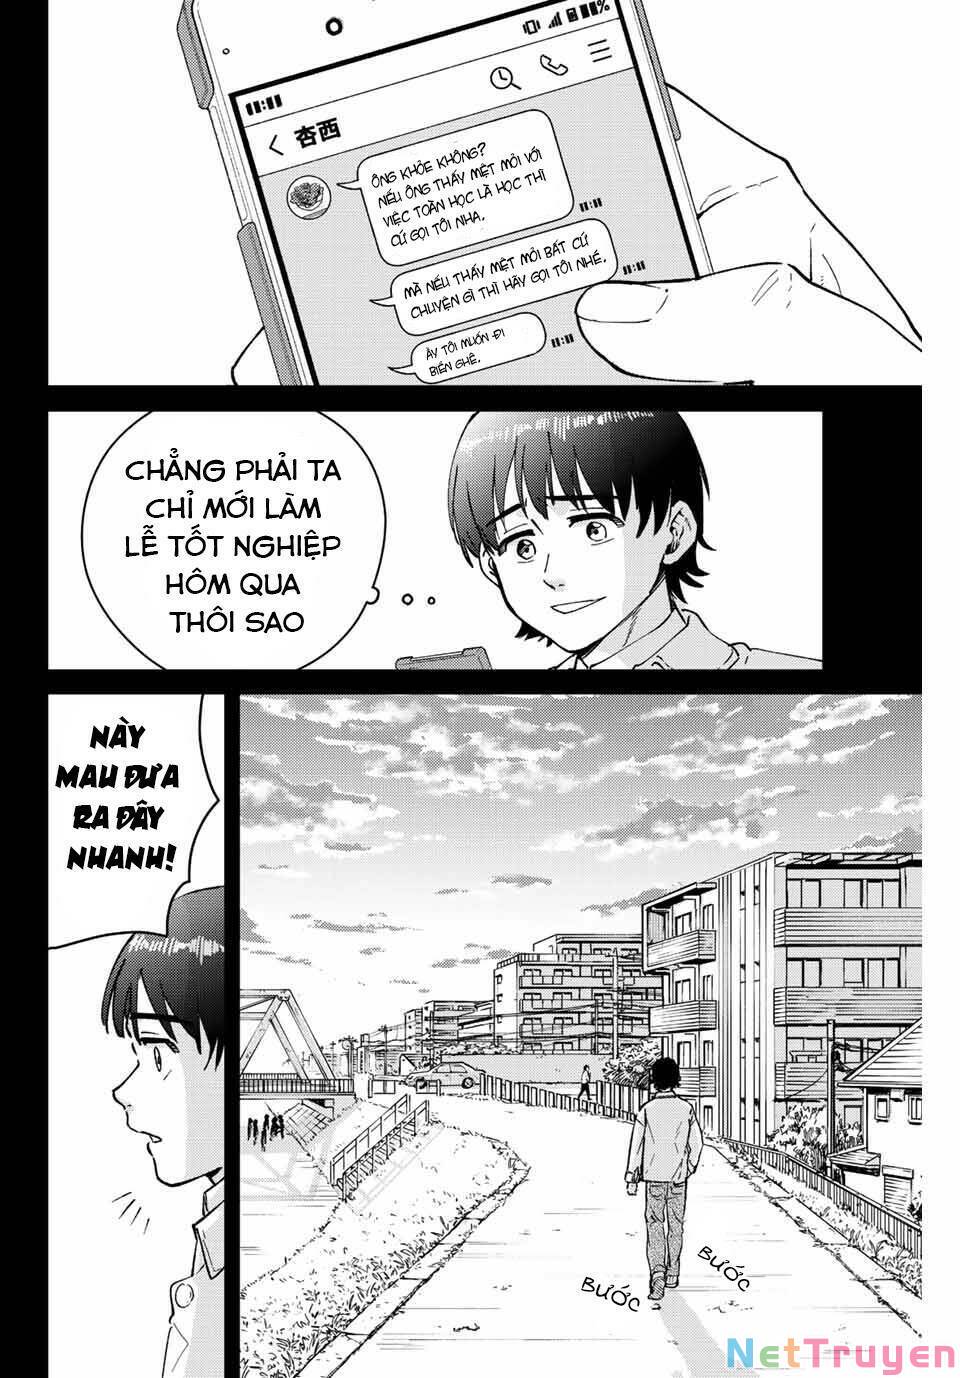 杏西
ÔNG KHỎE KHÔNG?
NẾU ÔNG THẤY MỆT MỎI VỚI
VIỆC TOÀN HỌC LÀ HỌC THÌ
CỨ GỌI TÔI NHA.
MÀ NẾU THẤY MỆT MỎI BẤT CỨ
CHUYỆN GÌ THÌ HÃY GỌI TÔI NHÉ.
ÀY TÔI MUỐN ĐI
BIỂN GHÊ.
CHẲNG PHẢI TA
CHỈ MỚI LÀM
LỄ TỐT NGHIỆP
HÔM QUA
THÔI SAO
NÀY
MAU ĐƯA
RA ĐÂY
NHANH!
BƯỚC
BƯỚC
NetTruyen